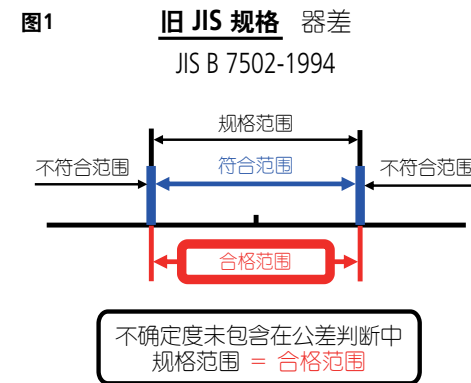 图1
旧 JIS 规格 器差
JIS B 7502-1994
规格范围
不符合范围 符合范围 不符合范围
合格范围
不确定度未包含在公差判断中
规格范围 = 合格范围